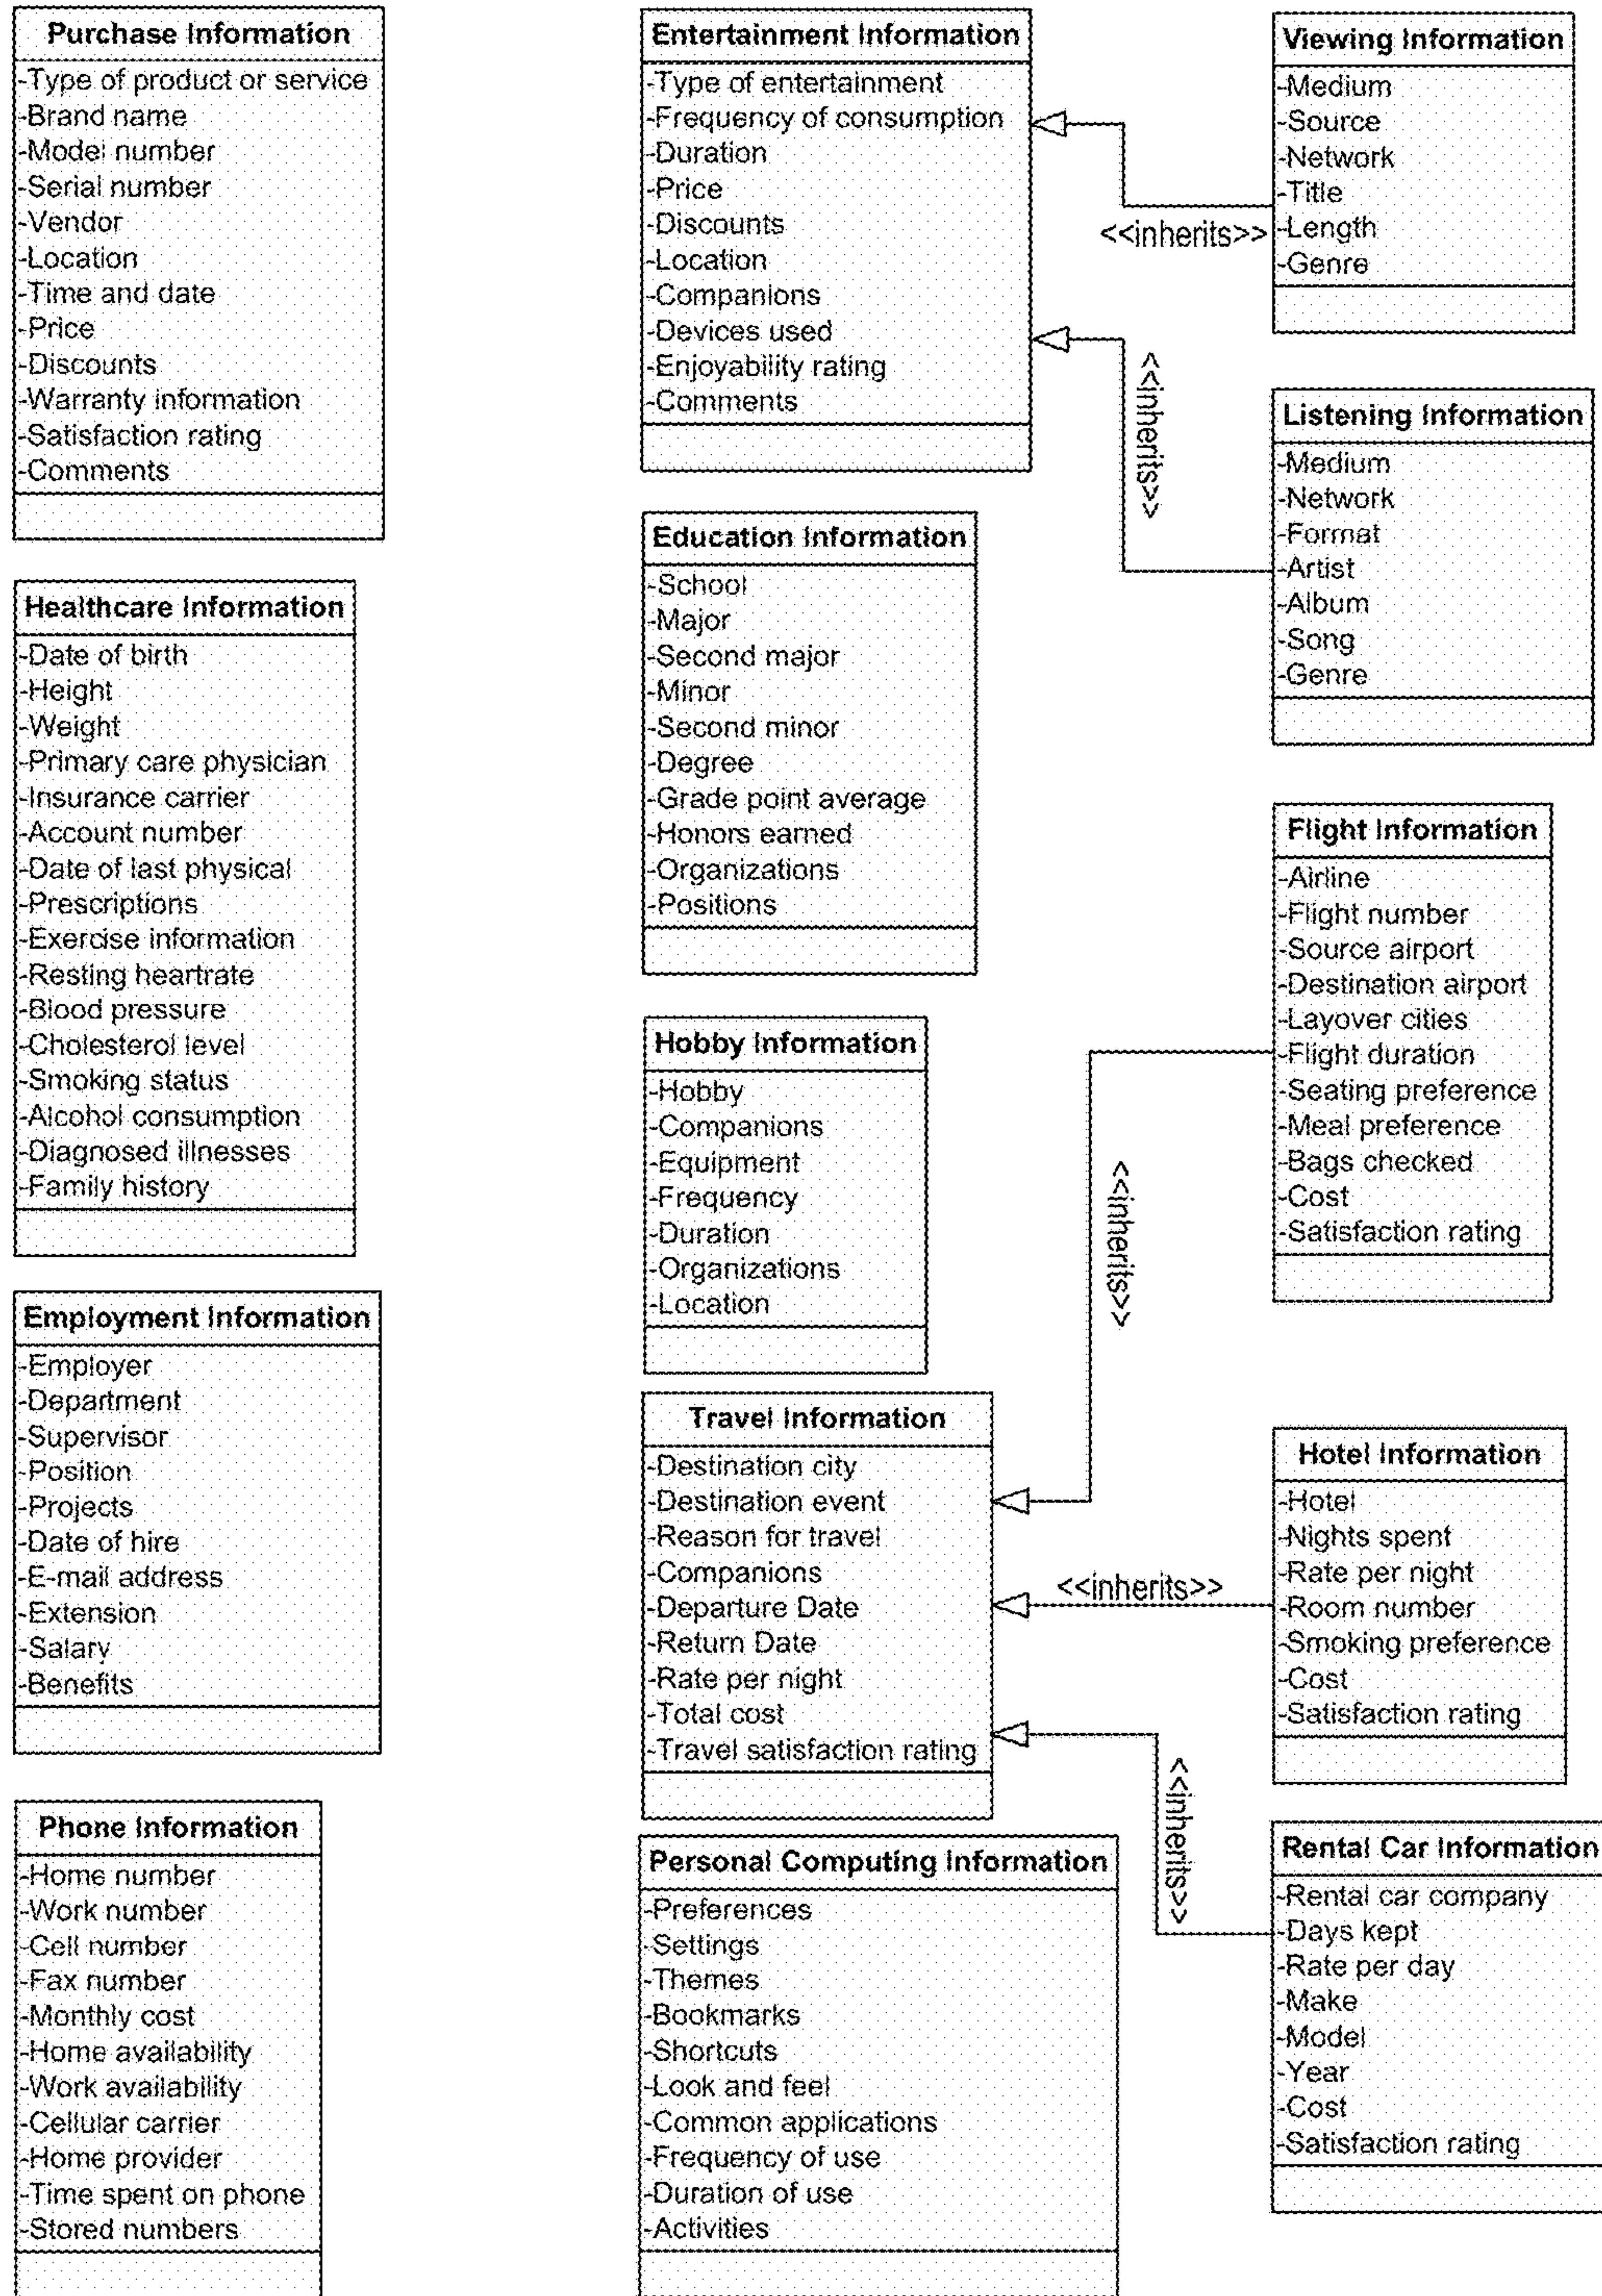 Purchase Information
-Type of product or service
-Brand name
-Model number
-Serial number
-Vendor
-Location
-Time and date
-Price
-Discounts
-Warranty information
-Satisfaction rating
-Comments
Healthcare Information
-Date of birth
-Height
-Weight
-Primary care physician
-Insurance carrier
-Account number
-Date of last physical
-Prescriptions
-Exercise information
-Resting heartrate
-Blood pressure
-Cholesterol level
-Smoking status
-Alcohol consumption
-Diagnosed illnesses
-Family history
Employment Information
-Employer
-Department
-Supervisor
-Position
-Projects
-Date of hire
-E-mail address
-Extension
-Salary
-Benefits
Phone Information
-Home number
-Work number
-Cell number
-Fax number
-Monthly cost
-Home availability
-Work availability
-Cellular carrier
-Home provider
-Time spent on phone
-Stored numbers
Entertainment Information
-Type of entertainment
-Frequency of consumption
-Duration
-Price
-Discounts
-Location
-Companions
-Devices used
-Enjoyability rating
-Comments
Education Information
-School
-Major
-Second major
-Minor
-Second minor
-Degree
-Grade point average
-Honors earned
-Organizations
-Positions
Hobby Information
-Hobby
-Companions
-Equipment
-Frequency
-Duration
-Organizations
-Location
Travel Information
-Destination city
-Destination event
-Reason for travel
-Companions
-Departure Date
-Return Date
-Rate per night
-Total cost
-Travel satisfaction rating
Personal Computing Information
-Preferences
-Settings
-Themes
-Bookmarks
-Shortcuts
-Look and feel
-Common applications
-Frequency of use
-Duration of use
-Activities
<<inherits>>
<<inherits>>
<<inherits>>
<<inherits>>
<<inherits>>
Viewing Information
-Medium
-Source
-Network
-Title
-Length
-Genre
Listening Information
-Medium
-Network
-Format
-Artist
-Album
-Song
-Genre
Flight Information
-Airline
-Flight number
-Source airport
-Destination airport
-Layover cities
-Flight duration
-Seating preference
-Meal preference
-Bags checked
-Cost
-Satisfaction rating
Hotel Information
-Hotel
-Nights spent
-Rate per night
-Room number
-Smoking preference
-Cost
-Satisfaction rating
Rental Car Information
-Rental car company
-Days kept
-Rate per day
-Make
-Model
-Year
-Cost
-Satisfaction rating